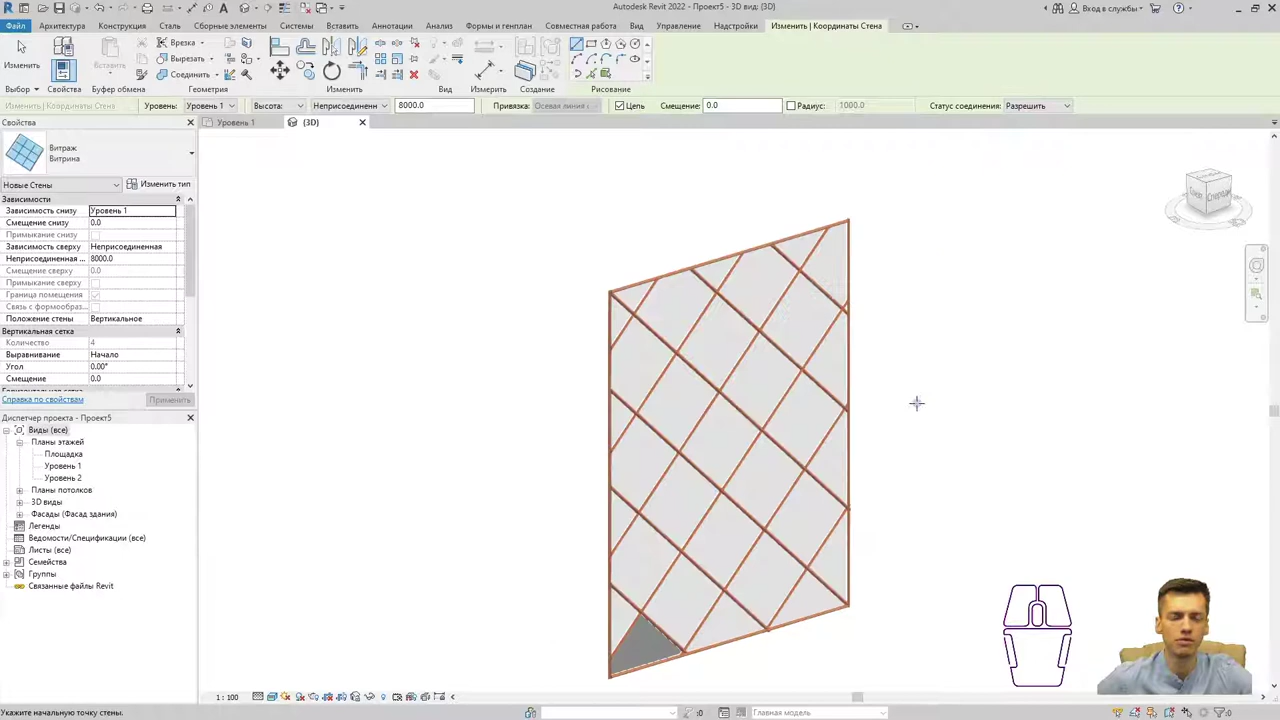 Autodesk Revit 2022 - Проект5 - 3D вид: {3D}
Вход в службы
Файл Архитектура Конструкция Сталь Сборные элементы Системы Вставить Аннотации Анализ Формы и генплан Совместная работа Вид Управление Надстройки Изменить | Координаты Стена
Врезка
Вырезать
Изменить Вставить Соединить
Выбор Свойства Буфер обмена Геометрия Изменить Вид Измерить Создание Рисование
Изменить | Координаты Стена Уровень: Уровень 1 Высота: Неприсоединенн 8000.0 Привязка: Осевая линия Цепь Смещение: 0.0 Радиус: 1000.0 Статус соединения: Разрешить
Свойства Уровень 1 {3D}
Витраж
Витрина
Новые Стены Изменить тип
Зависимости
Зависимость снизу Уровень 1
Смещение снизу 0.0
Примыкание снизу
Зависимость сверху Неприсоединенная
Неприсоединенная ... 8000.0
Смещение сверху 0.0
Примыкание сверху
Граница помещения
Связь с формообраз...
Положение стены Вертикальное
Вертикальная сетка
Количество 4
Выравнивание Начало
Угол 0.00°
Смещение 0.0
Справка по свойствам Применить
Диспетчер проекта - Проект5
Виды (все)
Планы этажей
Площадка
Уровень 1
Уровень 2
Планы потолков
3D виды
Фасады (Фасад здания)
Легенды
Ведомости/Спецификации (все)
Листы (все)
Семейства
Группы
Связанные файлы Revit
1 : 100
Укажите начальную точку стены. :0 Главная модель :0